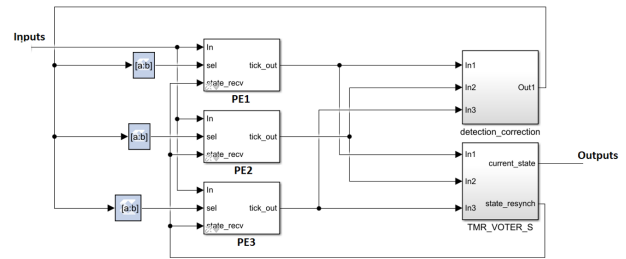 Inputs
[a:b]
In
sel
tick_out
state_recv
PE1
In1
In2
Out1
In3
detection_correction
[a:b]
In
sel
tick_out
state_recv
PE2
In1
current_state
Outputs
In2
In3
state_resynch
TMR_VOTER_S
[a:b]
In
sel
tick_out
state_recv
PE3